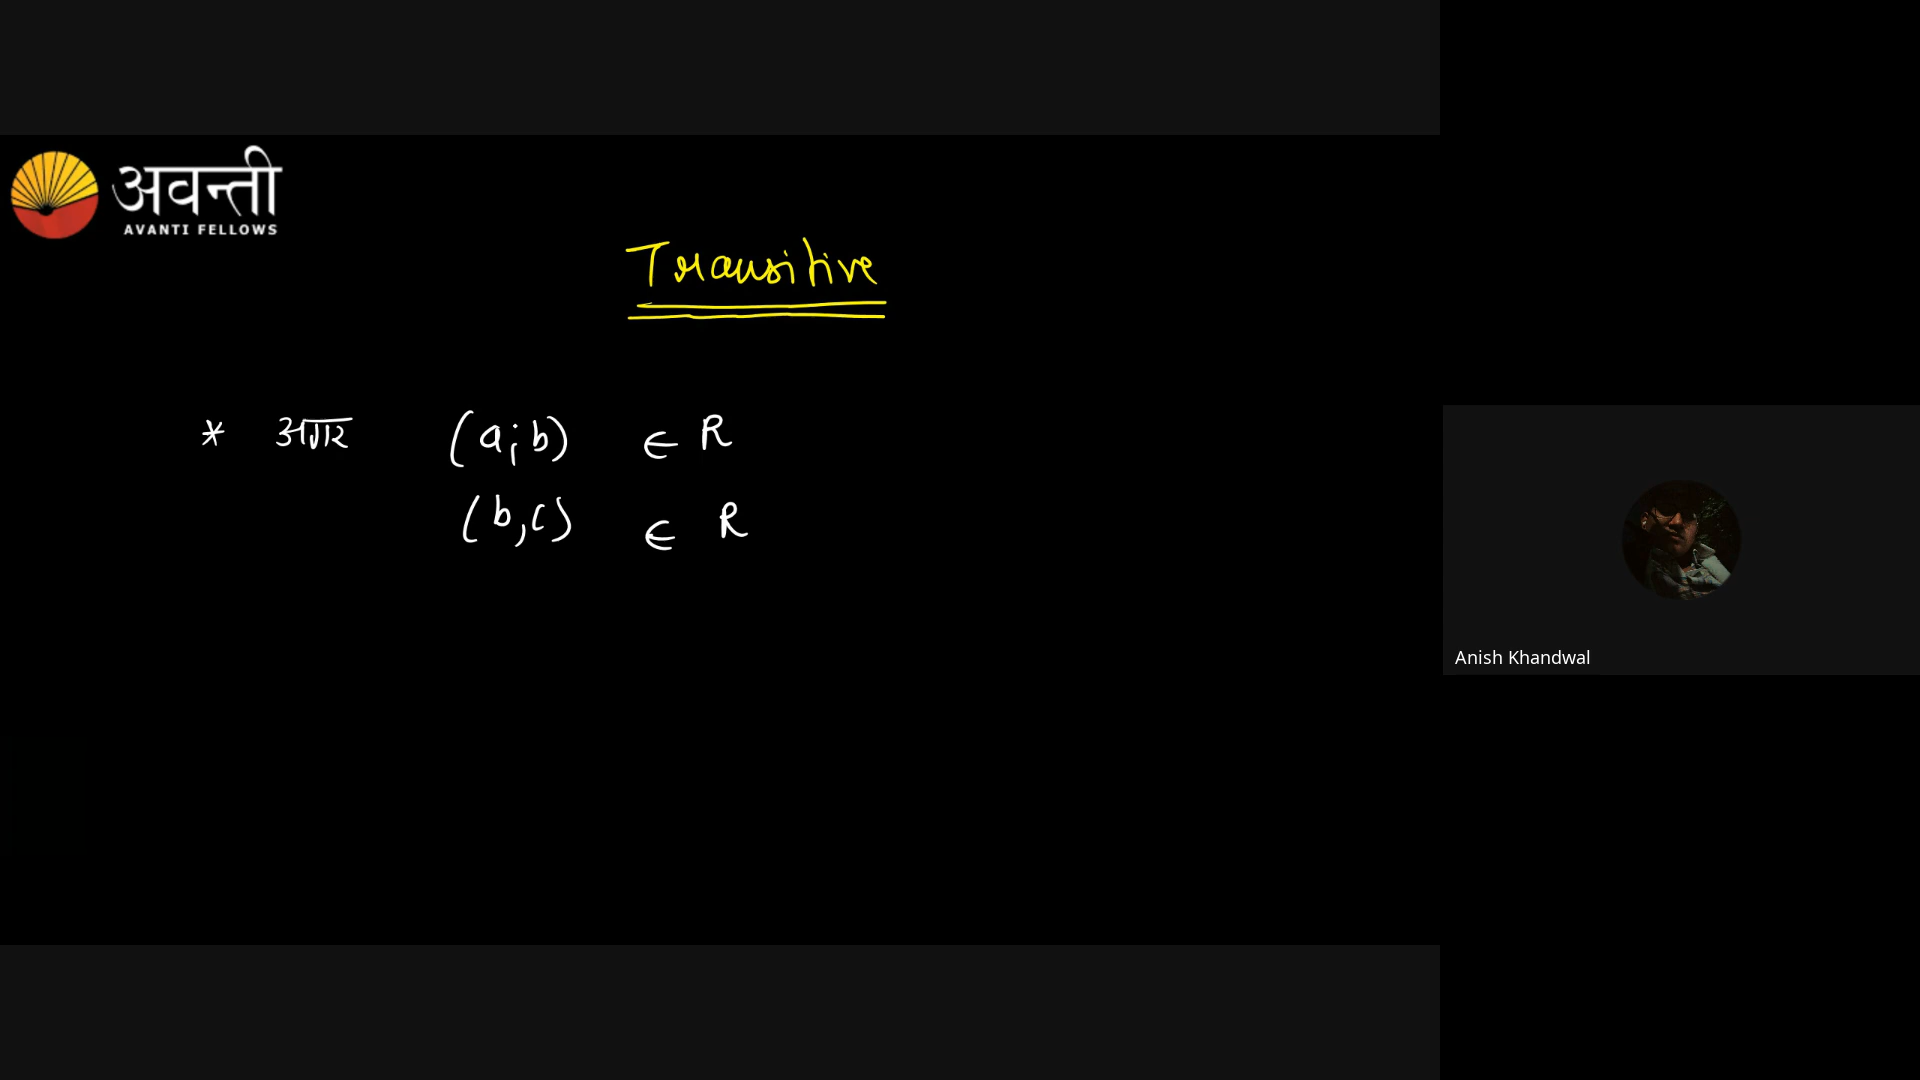 अवन्ती
AVANTI FELLOWS
Transitive
* अगर (a,b) ∈ R
(b,c) ∈ R
Anish Khandwal